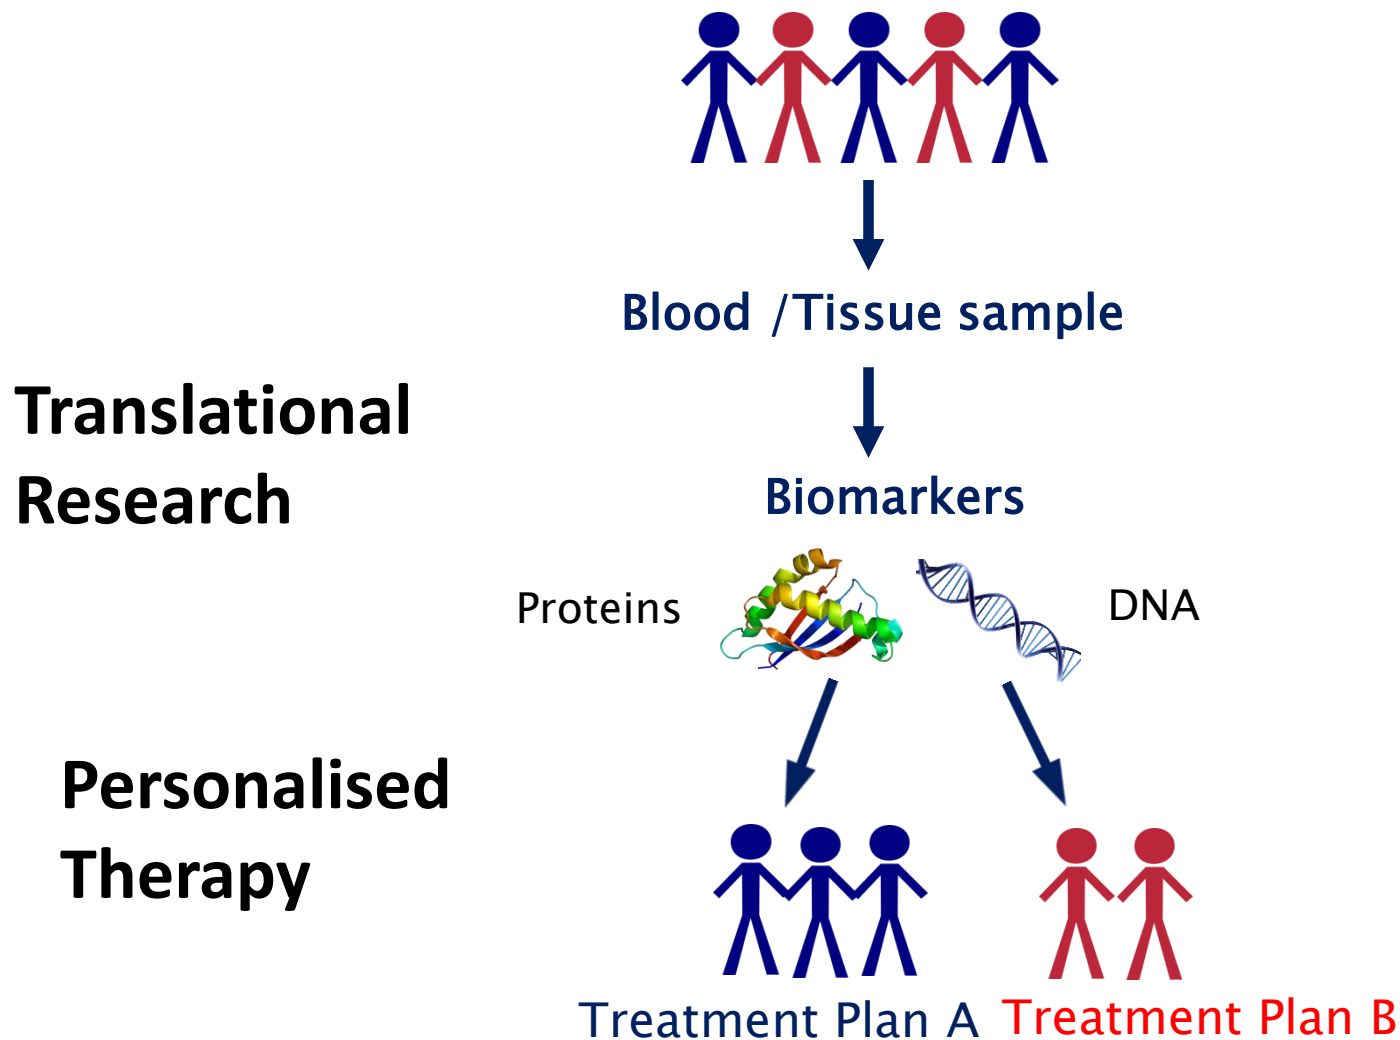 Blood /Tissue sample
Translational
Research
Biomarkers
Proteins
DNA
Personalised
Therapy
Treatment Plan A
Treatment Plan B